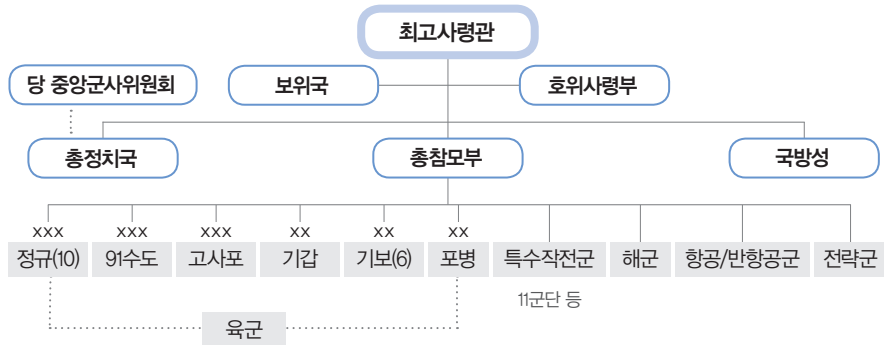 최고사령관
당 중앙군사위원회 보위국 호위사령부
총정치국 총참모부 국방성
xxx xxx xxx xx xx xx
정규(10) 91수도 고사포 기갑 기보(6) 포병 특수작전군 해군 항공/반항공군 전략군
11군단 등
육군